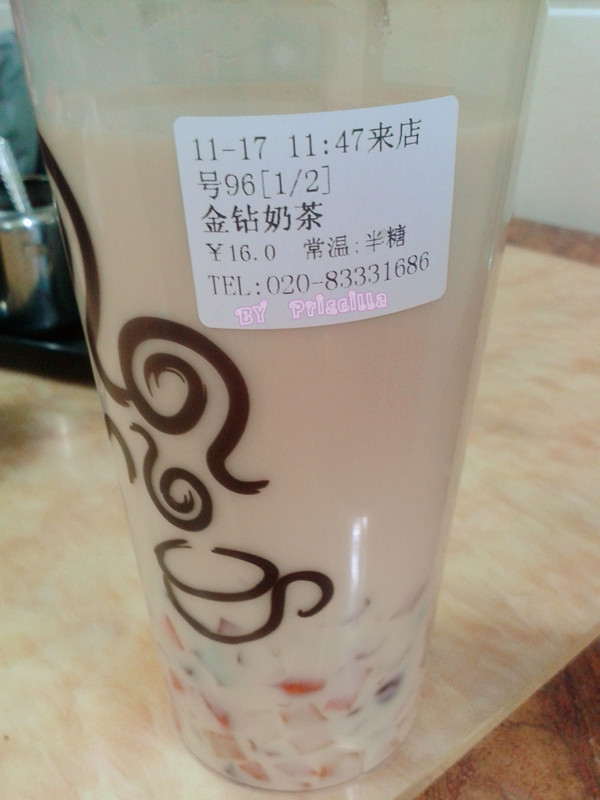 11-17 11:47来店
号96[1/2]
金钻奶茶
￥16.0 常温:半糖
TEL:020-83331686
BY Priscilla